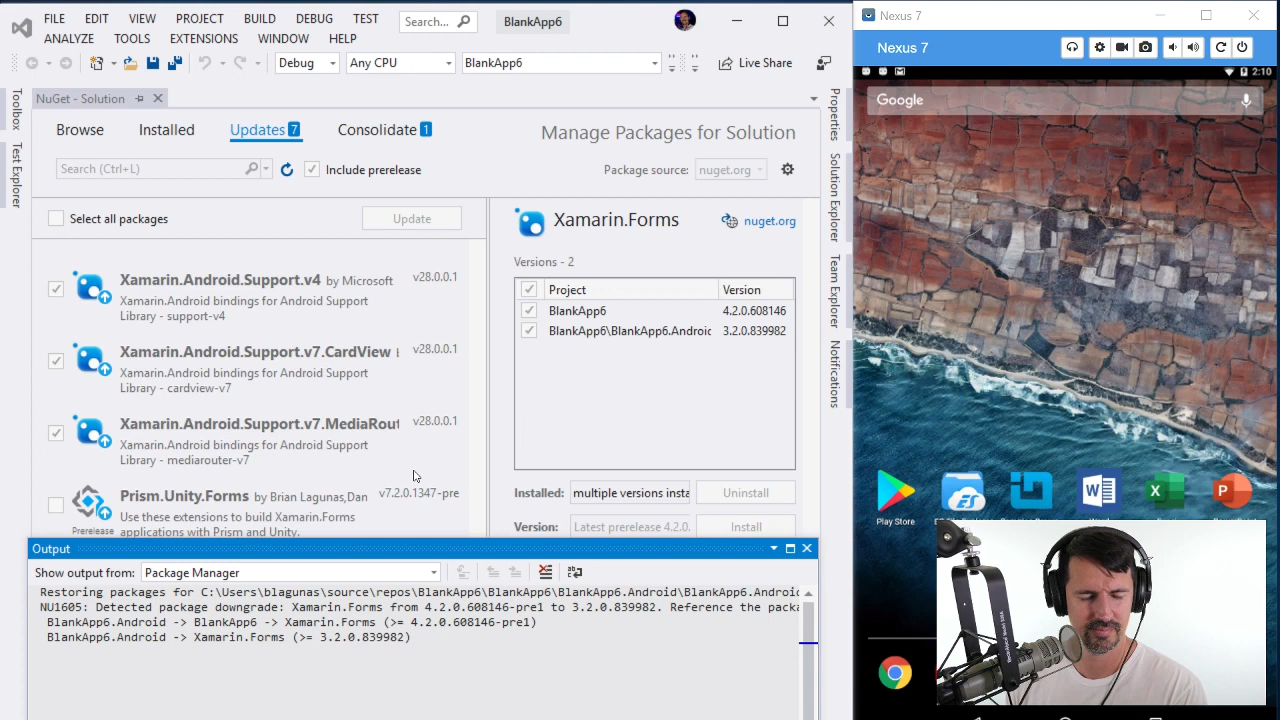 FILE EDIT VIEW PROJECT BUILD DEBUG TEST
ANALYZE TOOLS EXTENSIONS WINDOW HELP
Search...
BlankApp6
Debug
Any CPU
BlankApp6
Live Share
Toolbox
Test Explorer
NuGet - Solution
Browse
Installed
Updates 7
Consolidate 1
Manage Packages for Solution
Search (Ctrl+L)
Include prerelease
Package source: nuget.org
Select all packages
Update
Xamarin.Android.Support.v4 by Microsoft v28.0.0.1
Xamarin.Android bindings for Android Support
Library - support-v4
Xamarin.Android.Support.v7.CardView v28.0.0.1
Xamarin.Android bindings for Android Support
Library - cardview-v7
Xamarin.Android.Support.v7.MediaRout v28.0.0.1
Xamarin.Android bindings for Android Support
Library - mediarouter-v7
Prism.Unity.Forms by Brian Lagunas,Dan v7.2.0.1347-pre
Use these extensions to build Xamarin.Forms
Prerelease
applications with Prism and Unity.
Xamarin.Forms
nuget.org
Versions - 2
Project Version
BlankApp6 4.2.0.608146
BlankApp6\BlankApp6.Androic 3.2.0.839982
Installed: multiple versions insta Uninstall
Version: Latest prerelease 4.2.0. Install
Properties
Solution Explorer
Team Explorer
Notifications
Output
Show output from: Package Manager
Restoring packages for C:\Users\blagunas\source\repos\BlankApp6\BlankApp6\BlankApp6\BlankApp6.Android\BlankApp6.Androic
NU1605: Detected package downgrade: Xamarin.Forms from 4.2.0.608146-pre1 to 3.2.0.839982. Reference the packa
BlankApp6.Android -> BlankApp6 -> Xamarin.Forms (>= 4.2.0.608146-pre1)
BlankApp6.Android -> Xamarin.Forms (>= 3.2.0.839982)
Nexus 7
Nexus 7
2:10
Google
Play Store